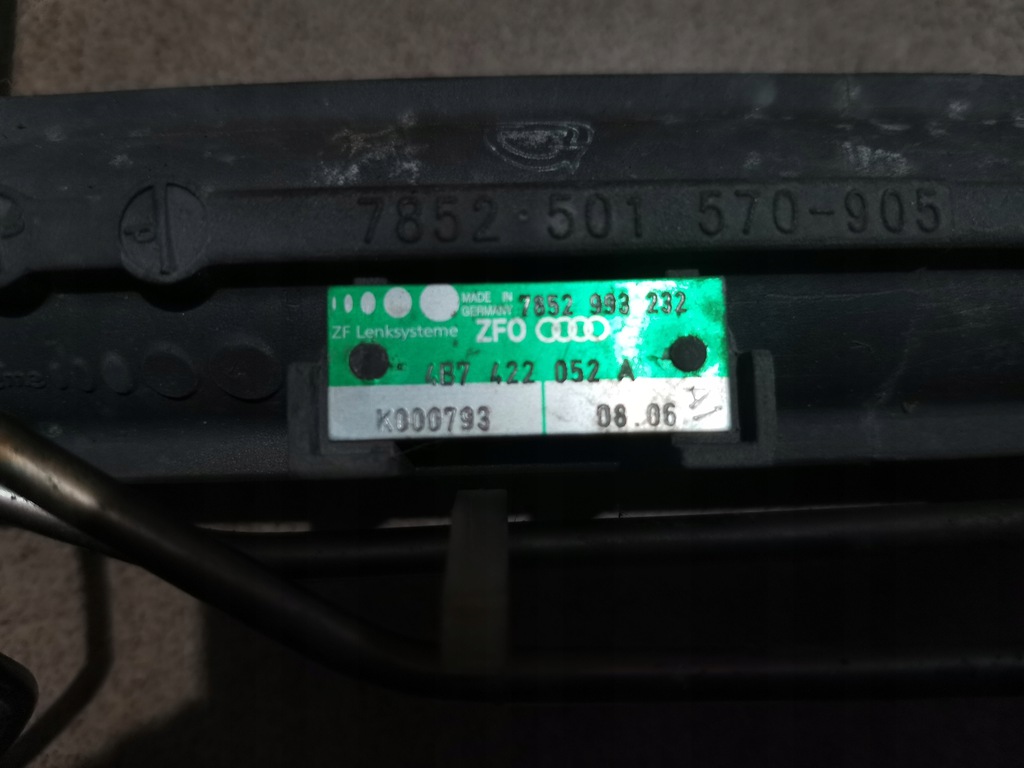 7852 501 570-905
MADE IN
GERMANY 7852 993 232
ZF Lenksysteme ZFO
4B7 422 052 A
K000793 08.06